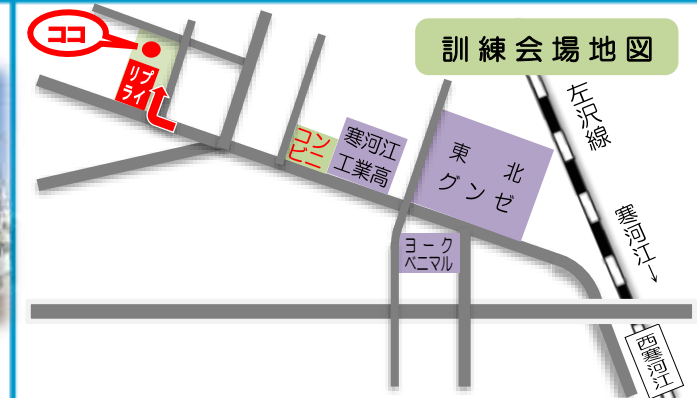 訓練会場地図
ココ
リブ
ライ
コン
ビニ
寒河江
工業高
東北
グンゼ
ヨーク
ベニマル
左沢線
寒河江→
西寒河江